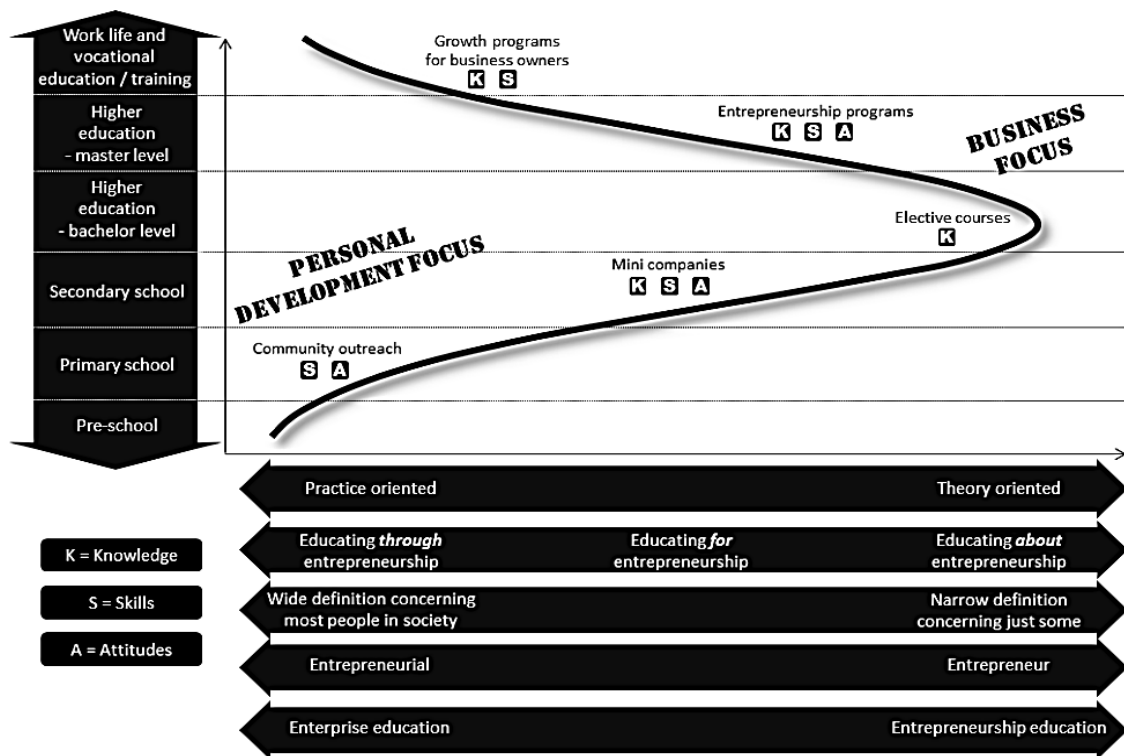 Work life and
vocational
education / training
Higher
education
- master level
Higher
education
- bachelor level
Secondary school
Primary school
Pre-school
Growth programs
for business owners
K S
Entrepreneurship programs
K S A
BUSINESS
FOCUS
Elective courses
K
PERSONAL
DEVELOPMENT FOCUS
Mini companies
K S A
Community outreach
S A
Practice oriented
Theory oriented
Educating through
entrepreneurship
Educating for
entrepreneurship
Educating about
entrepreneurship
Wide definition concerning
most people in society
Narrow definition
concerning just some
Entrepreneurial
Entrepreneur
Enterprise education
Entrepreneurship education
K = Knowledge
S = Skills
A = Attitudes